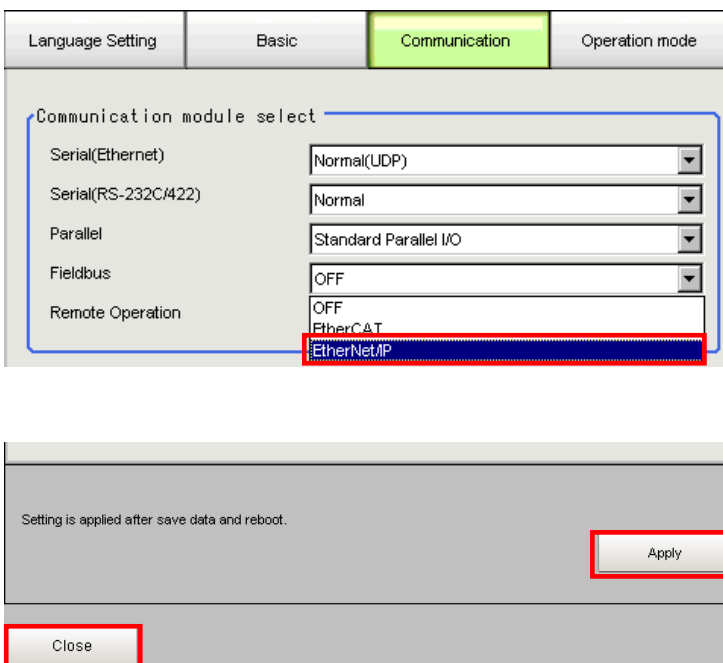 Language Setting Basic Communication Operation mode
Communication module select
Serial(Ethernet) Normal(UDP)
Serial(RS-232C/422) Normal
Parallel Standard Parallel I/O
Fieldbus OFF
Remote Operation OFF
EtherCAT
EtherNet/IP
Setting is applied after save data and reboot.
Apply
Close